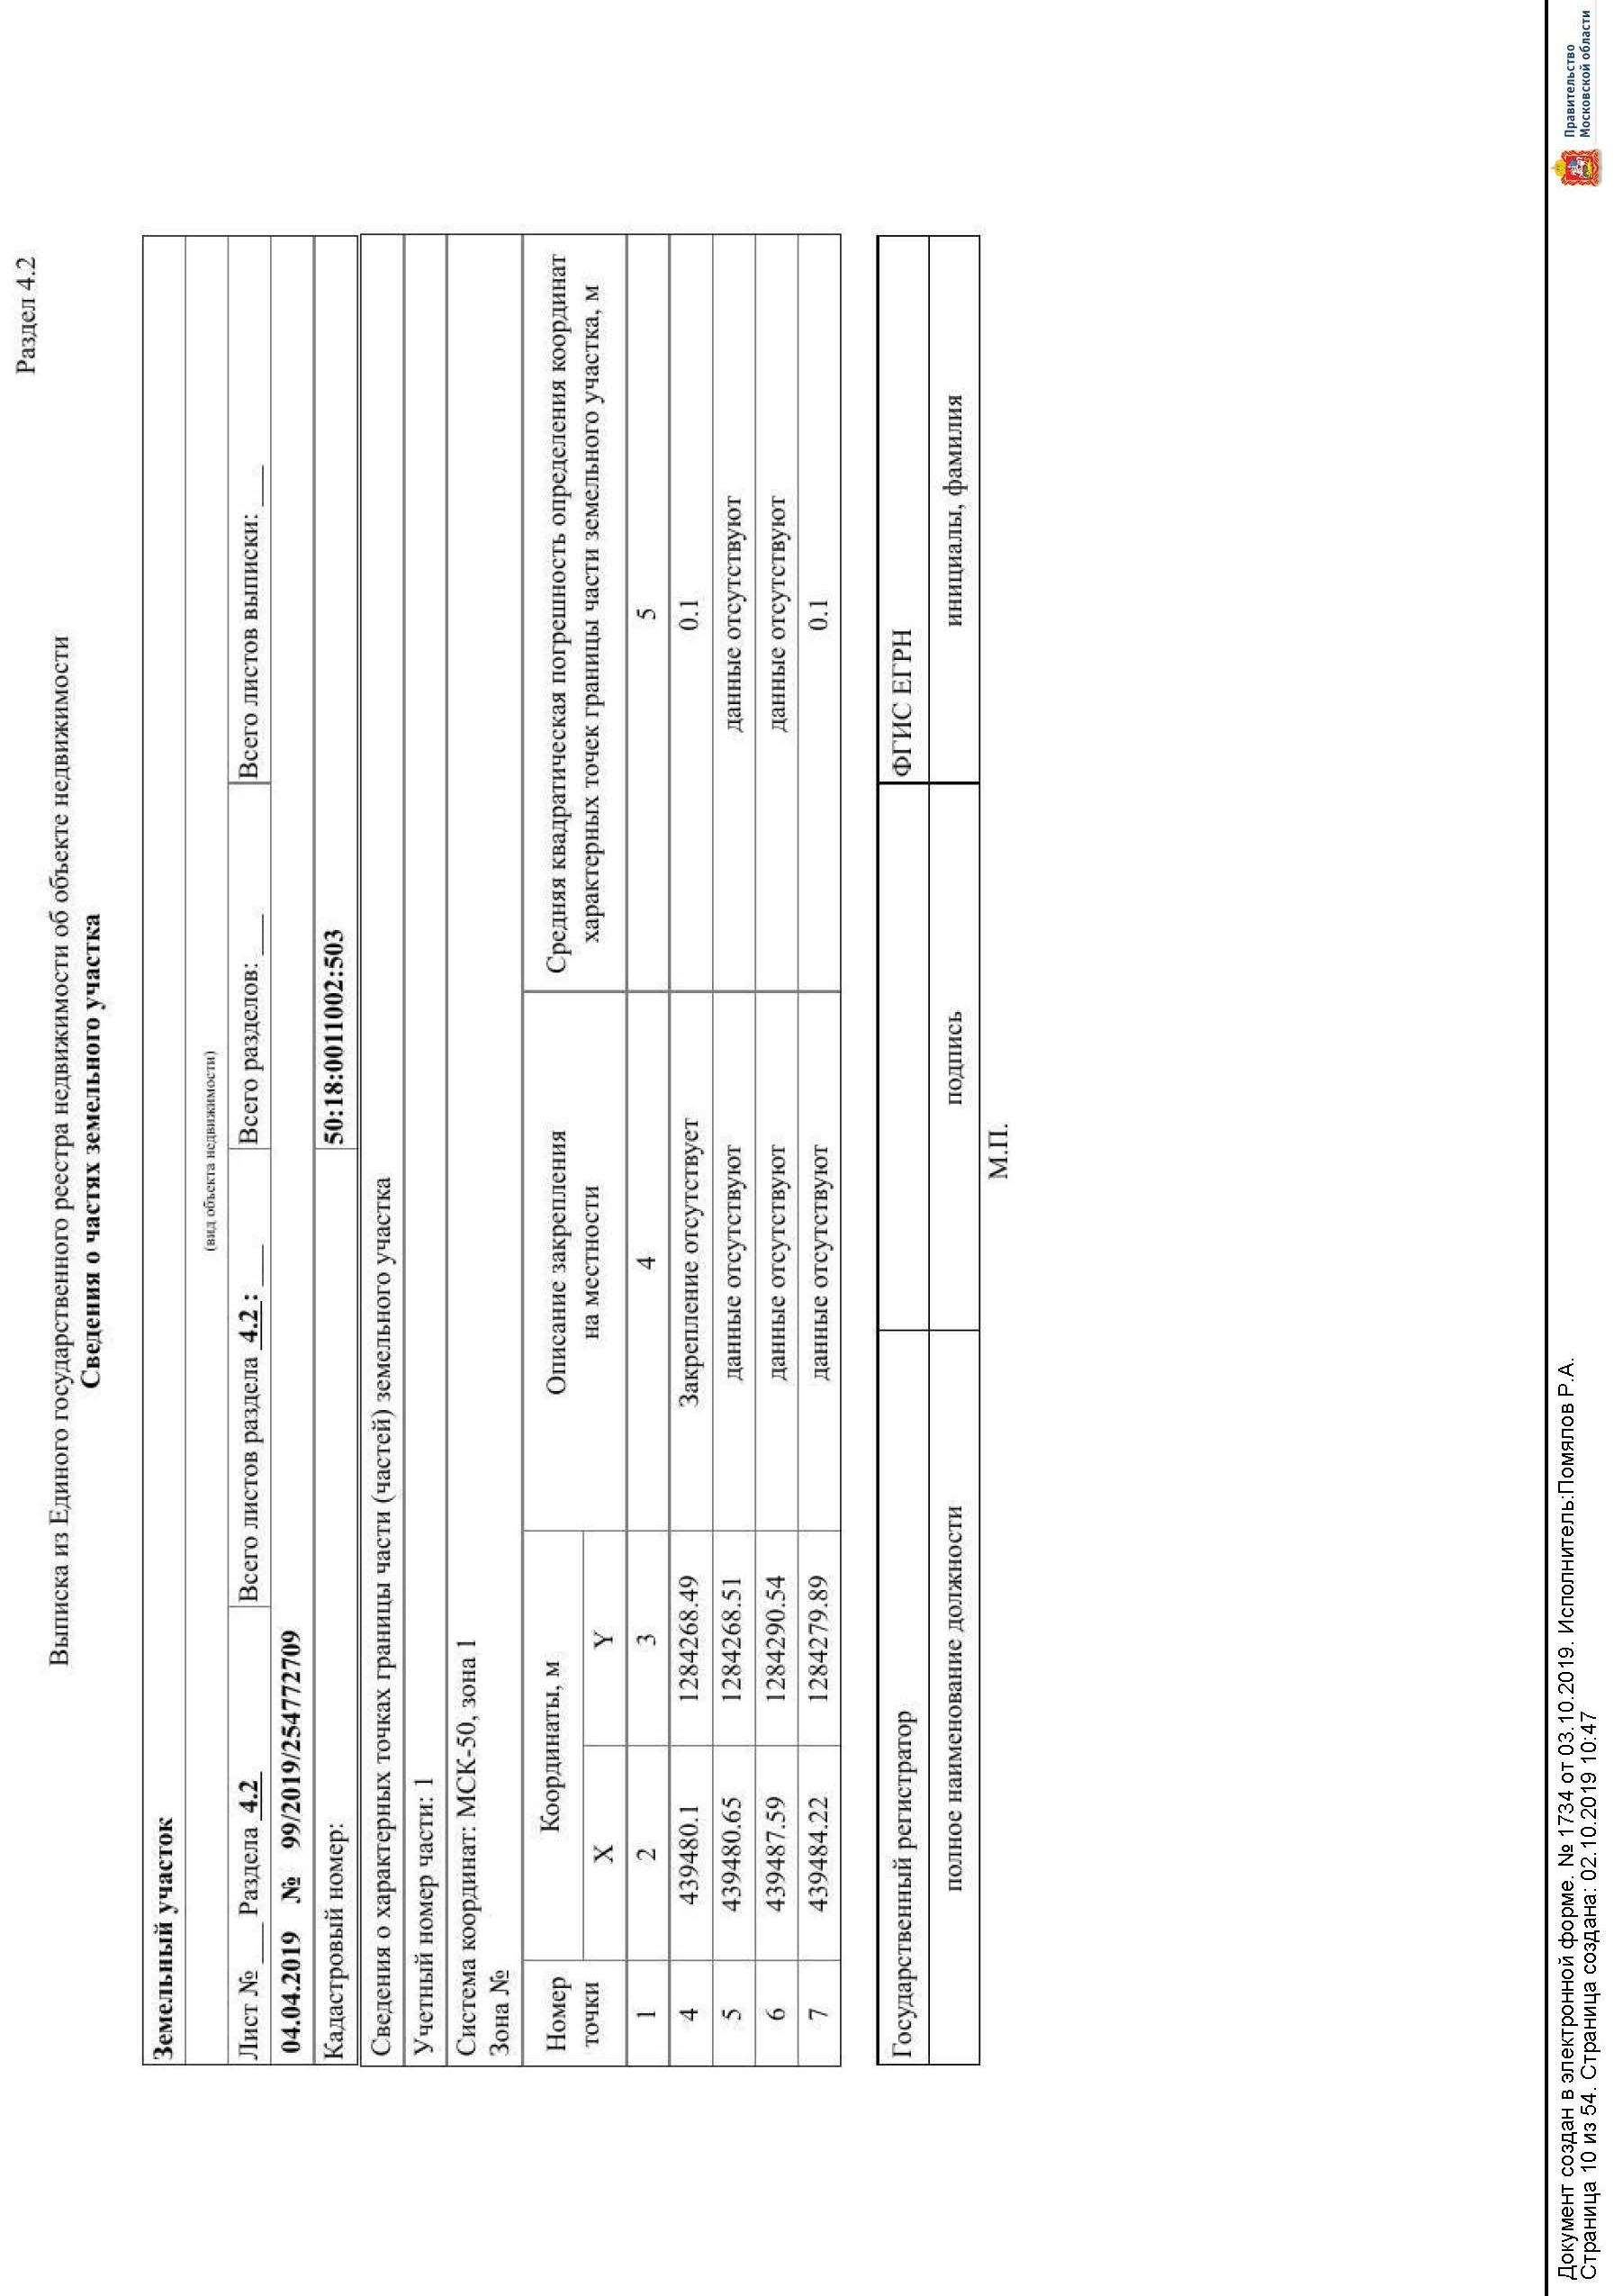 Раздел 4.2
Выписка из Единого государственного реестра недвижимости об объекте недвижимости
Сведения о частях земельного участка
Земельный участок
(вид объекта недвижимости)
Лист № ___ Раздела 4.2 Всего листов раздела 4.2 : ___ Всего разделов: ___ Всего листов выписки: ___
04.04.2019 № 99/2019/254772709
Кадастровый номер: 50:18:0011002:503
Сведения о характерных точках границы части (частей) земельного участка
Учетный номер части: 1
Система координат: МСК-50, зона 1
Зона №
Номер точки Координаты, м Описание закрепления на местности Средняя квадратическая погрешность определения координат характерных точек границы части земельного участка, м
X Y
1 2 3 4 5
4 439480.1 1284268.49 Закрепление отсутствует 0.1
5 439480.65 1284268.51 данные отсутствуют данные отсутствуют
6 439487.59 1284290.54 данные отсутствуют данные отсутствуют
7 439484.22 1284279.89 данные отсутствуют 0.1
Государственный регистратор ФГИС ЕГРН
полное наименование должности подпись инициалы, фамилия
М.П.
Документ создан в электронной форме. № 1734 от 03.10.2019. Исполнитель:Помялов Р.А.
Страница 10 из 54. Страница создана: 02.10.2019 10:47
Правительство
Московской области